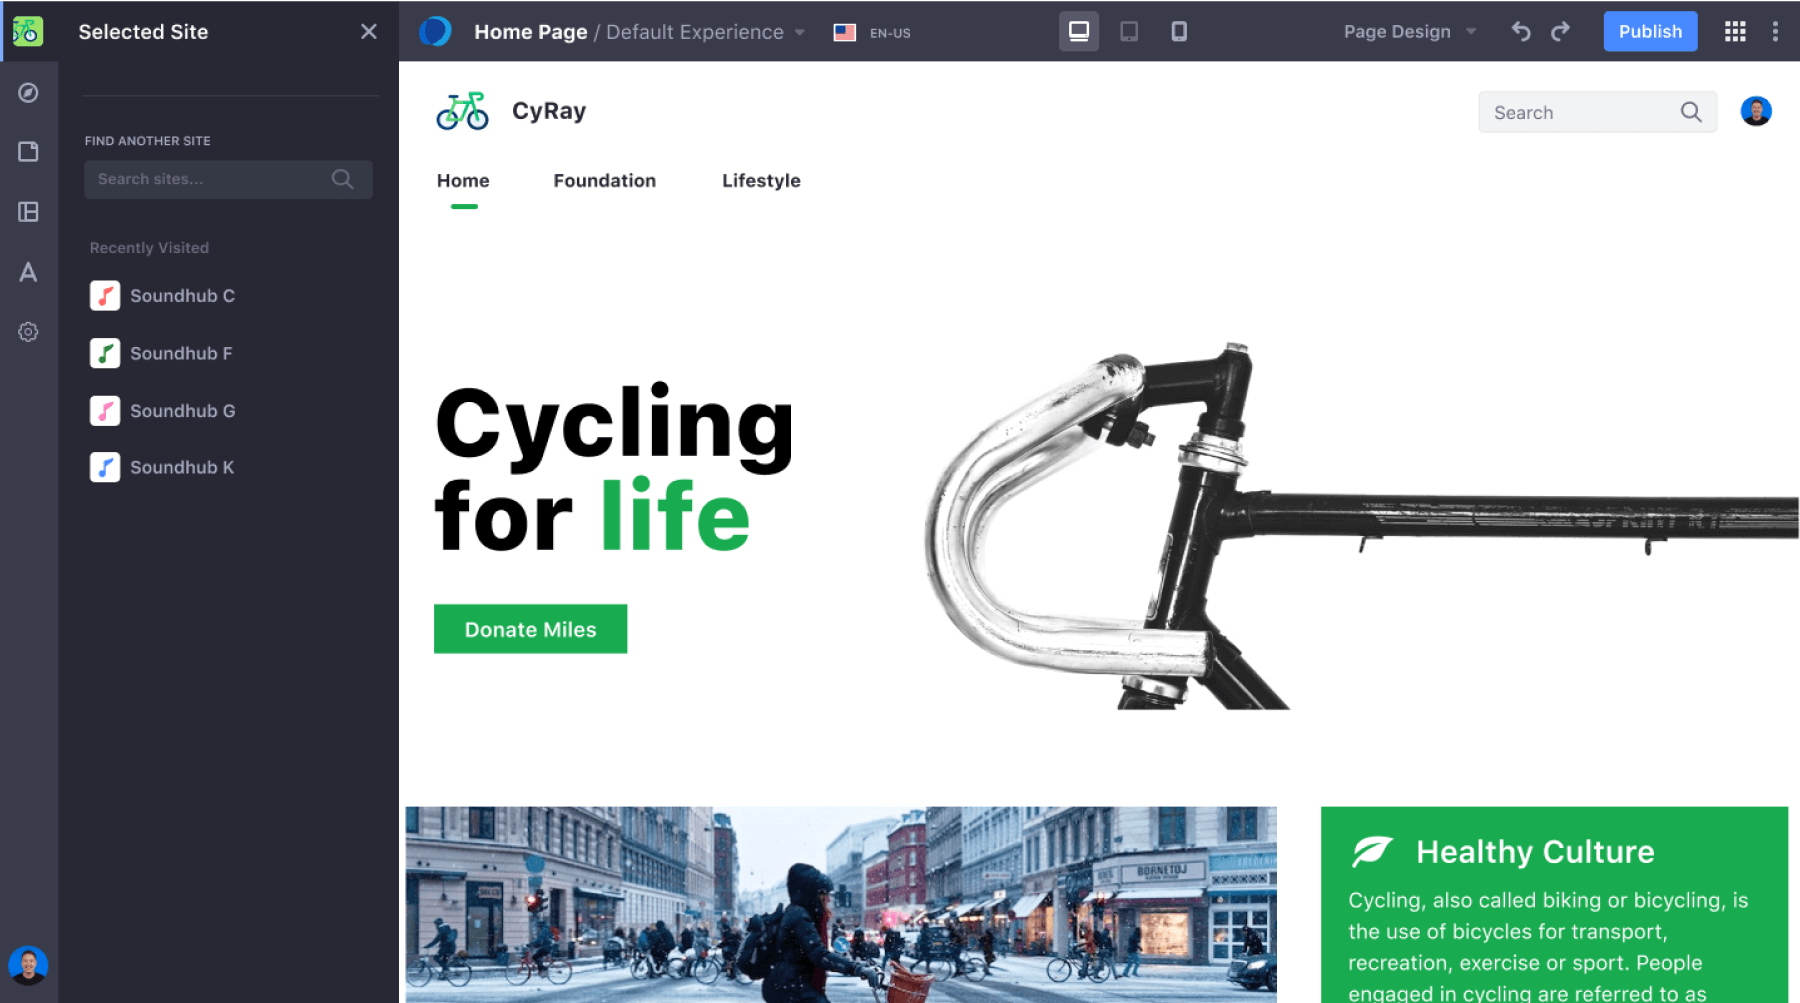 Selected Site
Home Page / Default Experience
EN-US
Page Design
Publish
FIND ANOTHER SITE
Search sites...
Recently Visited
Soundhub C
Soundhub F
Soundhub G
Soundhub K
CyRay
Search
Home
Foundation
Lifestyle
Cycling
for life
Donate Miles
BØRNETØJ
Healthy Culture
Cycling, also called biking or bicycling, is
the use of bicycles for transport,
recreation, exercise or sport. People
engaged in cycling are referred to as